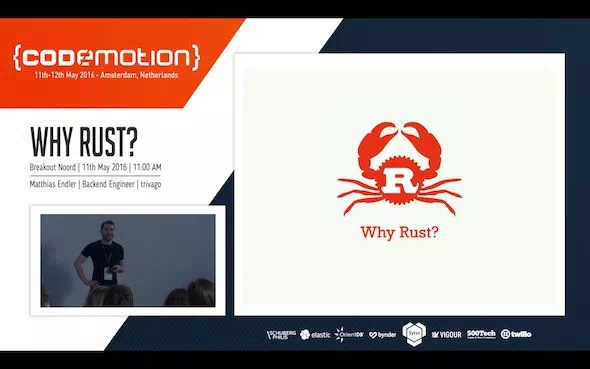 {CODEMOTION}
11th-12th May 2016 - Amsterdam, Netherlands
WHY RUST?
Breakout Noord | 11th May 2016 | 11:00 AM
Matthias Endler | Backend Engineer | trivago
R
Why Rust?
SCHUBERG PHILIS elastic OrientDB bynder Sytac VIGOUR 500Tech twilio